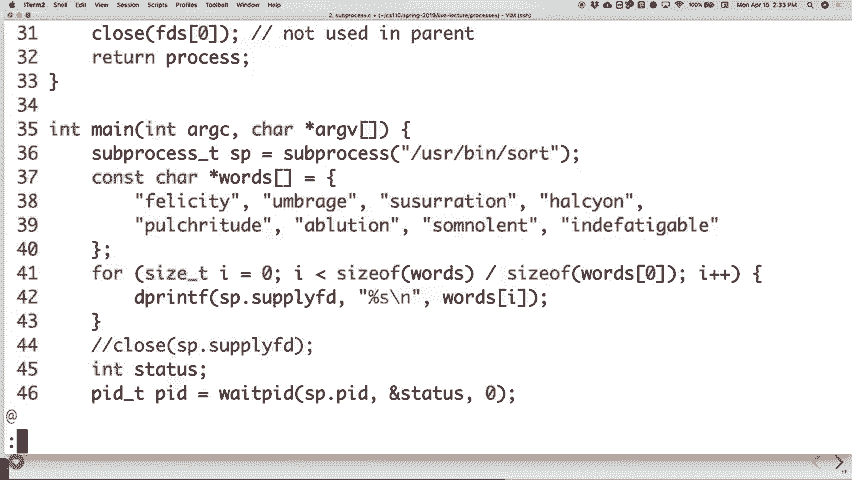 iTerm2 Shell Edit View Session Scripts Profiles Toolbelt Window Help 100% Mon Apr 15 2:33 PM
2. subprocess.c + (~/cs110/spring-2019/live-lecture/processes) - VIM (ssh)
31 close(fds[0]); // not used in parent
32 return process;
33 }
34
35 int main(int argc, char *argv[]) {
36 subprocess_t sp = subprocess("/usr/bin/sort");
37 const char *words[] = {
38 "felicity", "umbrage", "susurration", "halcyon",
39 "pulchritude", "ablution", "somnolent", "indefatigable"
40 };
41 for (size_t i = 0; i < sizeof(words) / sizeof(words[0]); i++) {
42 dprintf(sp.supplyfd, "%s\n", words[i]);
43 }
44 //close(sp.supplyfd);
45 int status;
46 pid_t pid = waitpid(sp.pid, &status, 0);
@
: